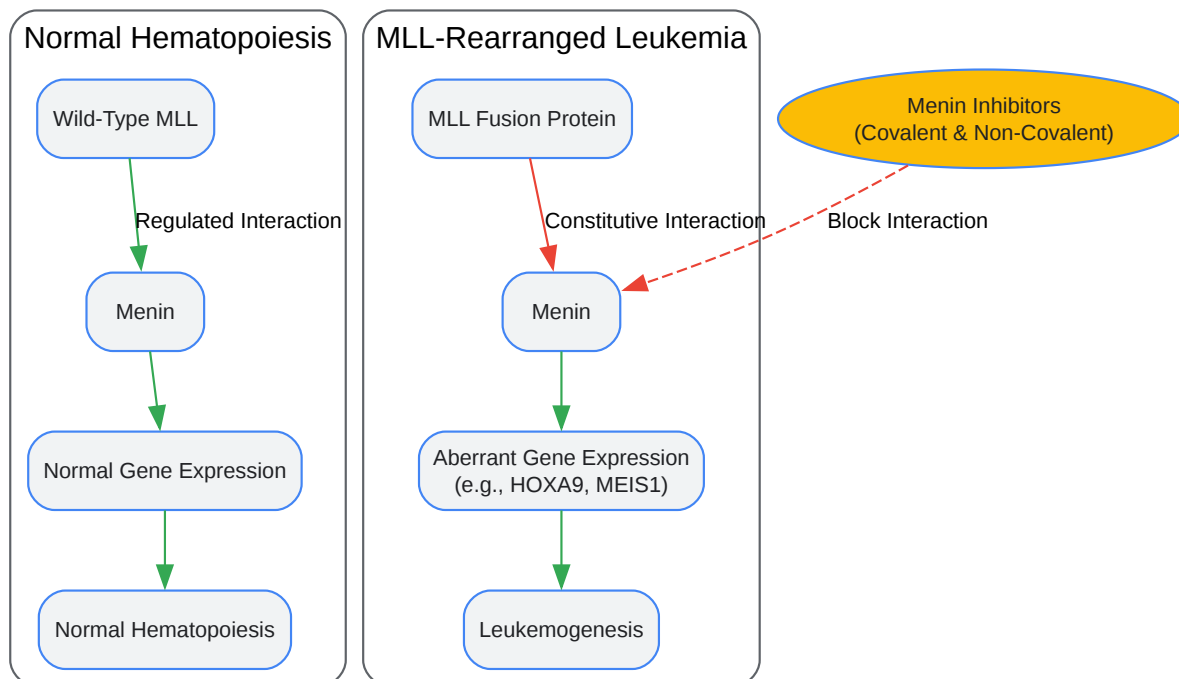 Normal Hematopoiesis
Wild-Type MLL
Regulated Interaction
Menin
Normal Gene Expression
Normal Hematopoiesis
MLL-Rearranged Leukemia
MLL Fusion Protein
Constitutive Interaction
Menin
Aberrant Gene Expression
(e.g., HOXA9, MEIS1)
Leukemogenesis
Menin Inhibitors
(Covalent & Non-Covalent)
Block Interaction